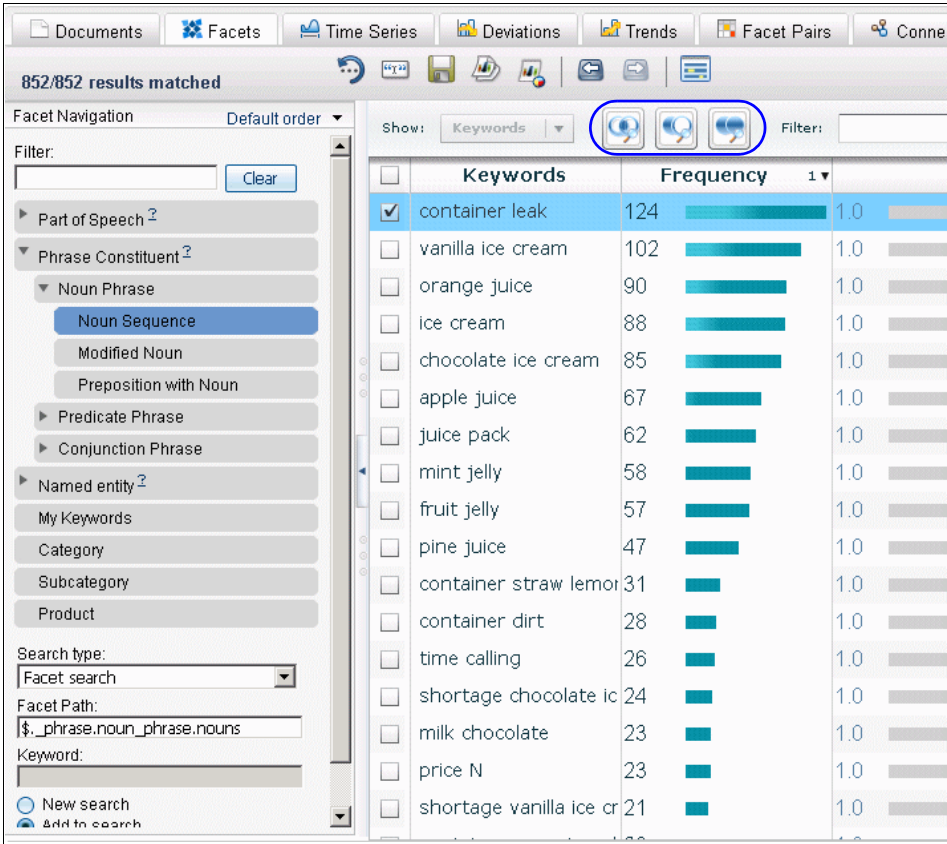 Documents Facets Time Series Deviations Trends Facet Pairs Conne
852/852 results matched
Facet Navigation Default order
Filter:
Clear
Part of Speech ?
Phrase Constituent ?
Noun Phrase
Noun Sequence
Modified Noun
Preposition with Noun
Predicate Phrase
Conjunction Phrase
Named entity ?
My Keywords
Category
Subcategory
Product
Search type:
Facet search
Facet Path:
$._phrase.noun_phrase.nouns
Keyword:
New search
Add to search
Show: Keywords Filter:
Keywords Frequency 1
container leak 124 1.0
vanilla ice cream 102 1.0
orange juice 90 1.0
ice cream 88 1.0
chocolate ice cream 85 1.0
apple juice 67 1.0
juice pack 62 1.0
mint jelly 58 1.0
fruit jelly 57 1.0
pine juice 47 1.0
container straw lemor 31 1.0
container dirt 28 1.0
time calling 26 1.0
shortage chocolate ic 24 1.0
milk chocolate 23 1.0
price N 23 1.0
shortage vanilla ice cr 21 1.0